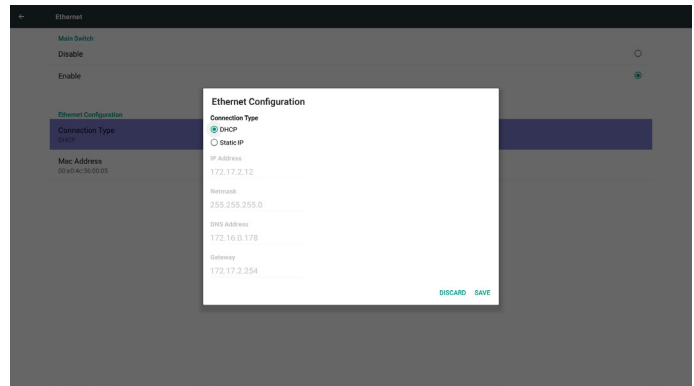 Ethernet
Main Switch
Disable
Enable
Ethernet Configuration
Connection Type
DHCP
Mac Address
00:e0:4c:36:00:05
Ethernet Configuration
Connection Type
DHCP
Static IP
IP Address
172.17.2.12
Netmask
255.255.255.0
DNS Address
172.16.0.178
Gateway
172.17.2.254
DISCARD SAVE